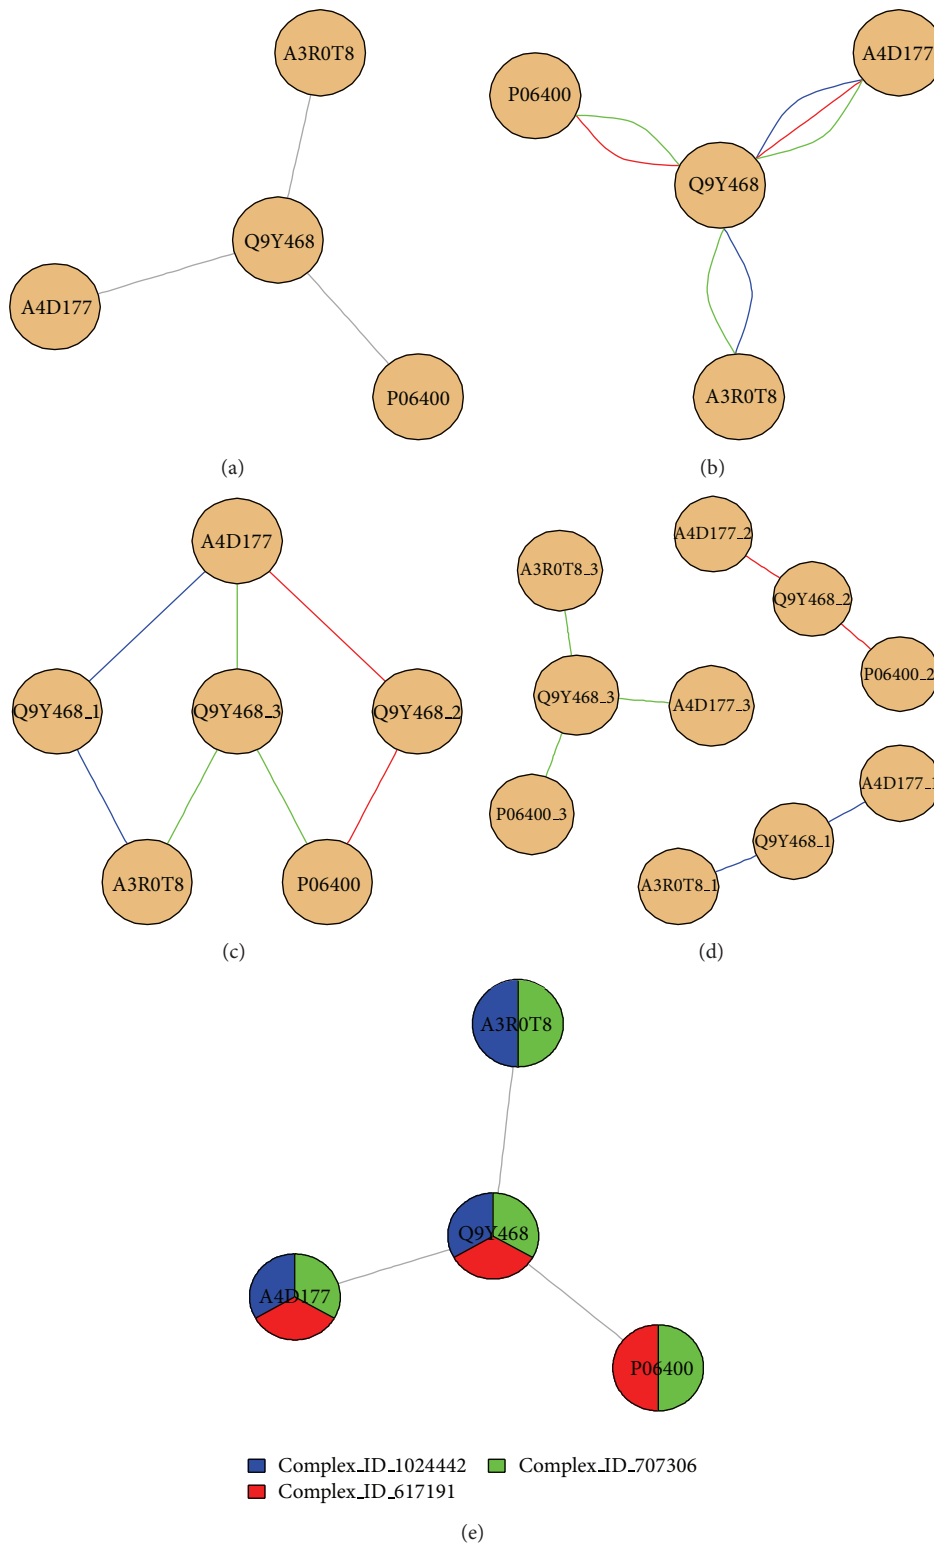 A3R0T8
Q9Y468
A4D177
P06400
(a)
A4D177
P06400
Q9Y468
A3R0T8
(b)
A4D177
Q9Y468_1
Q9Y468_3
Q9Y468_2
A3R0T8
P06400
(c)
A4D177_2
A3R0T8_3
Q9Y468_2
P06400_2
Q9Y468_3
A4D177_3
P06400_3
A4D177_1
Q9Y468_1
A3R0T8_1
(d)
A3R0T8
Q9Y468
A4D177
P06400
Complex_ID_1024442
Complex_ID_707306
Complex_ID_617191
(e)